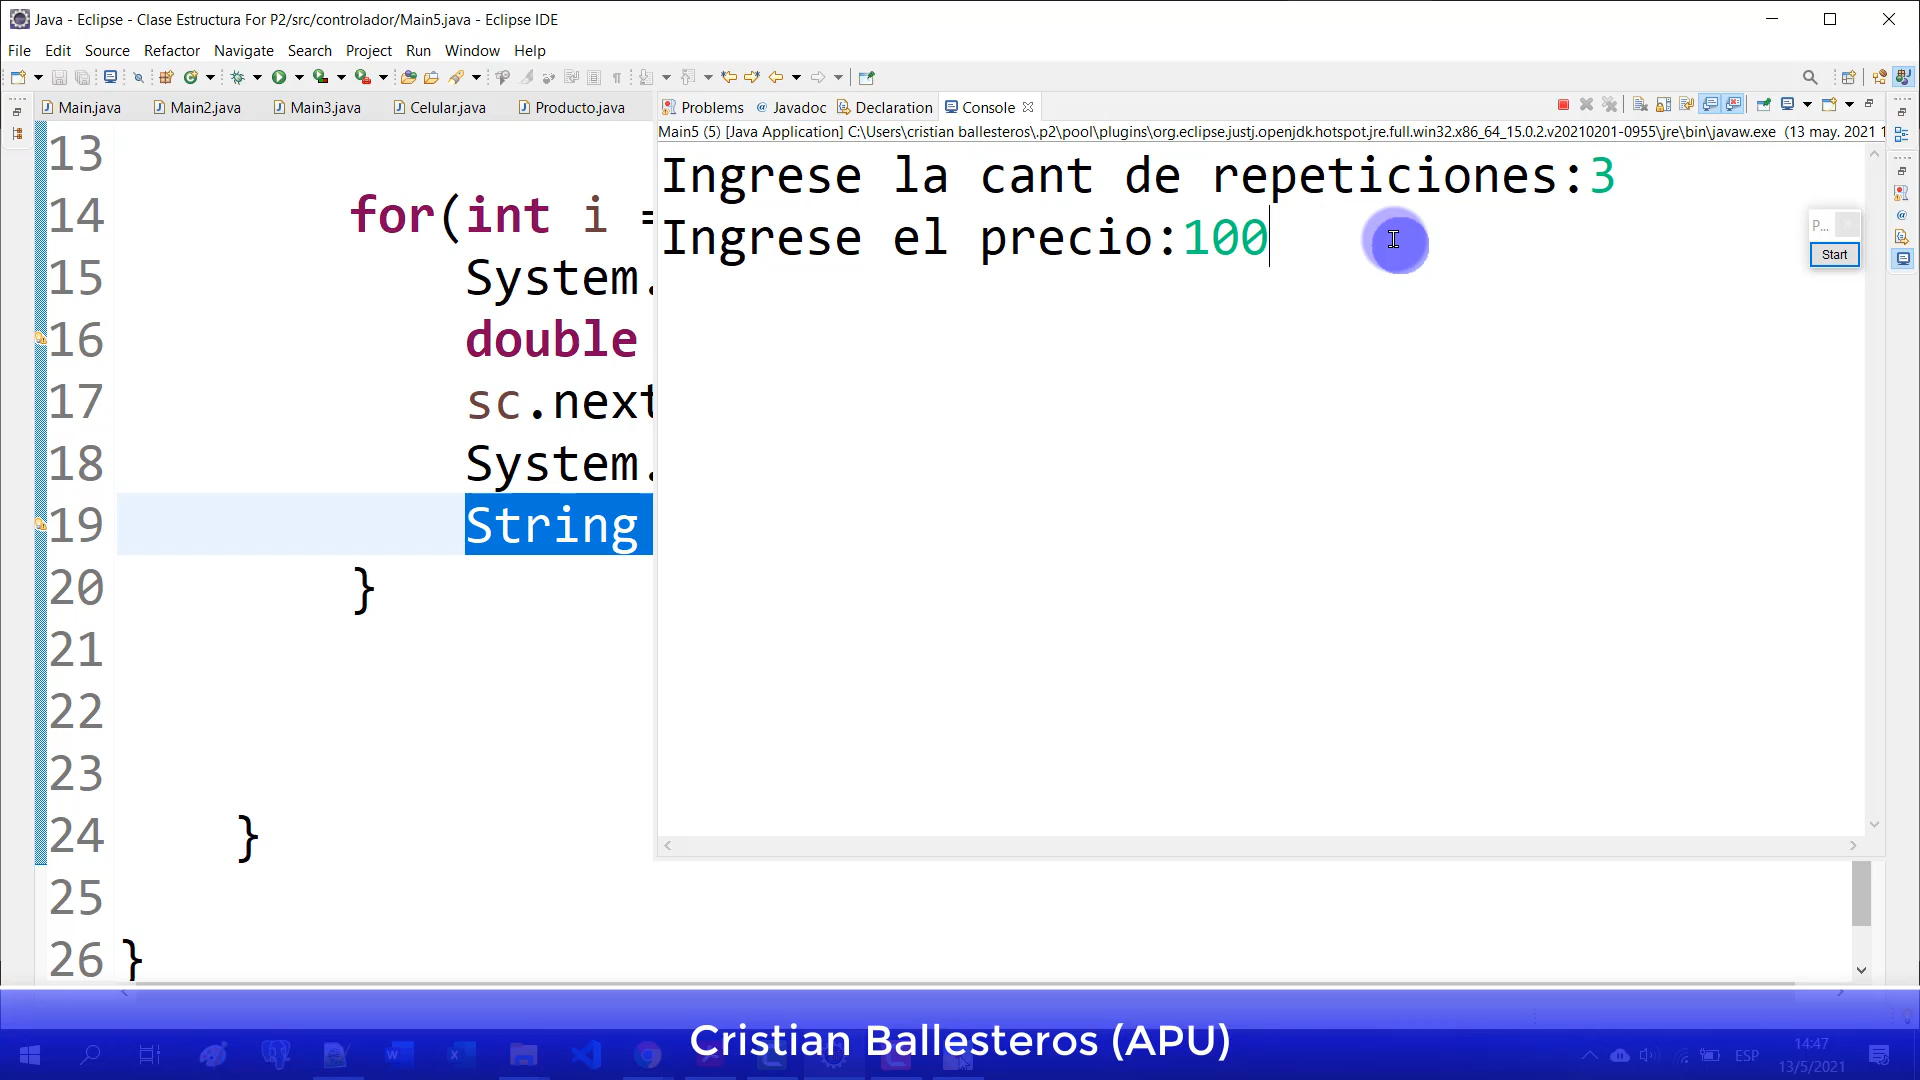 Java - Eclipse - Clase Estructura For P2/src/controlador/Main5.java - Eclipse IDE
File Edit Source Refactor Navigate Search Project Run Window Help
Main.java Main2.java Main3.java Celular.java Producto.java
Problems Javadoc Declaration Console
Main5 (5) [Java Application] C:\Users\cristian ballesteros\.p2\pool\plugins\org.eclipse.justj.openjdk.hotspot.jre.full.win32.x86_64_15.0.2.v20210201-0955\jre\bin\javaw.exe (13 may. 2021 1
Ingrese la cant de repeticiones:3
Ingrese el precio:100
P...
Start
13
14 for(int i =
15 System.
16 double
17 sc.next
18 System.
19 String
20 }
21
22
23
24 }
25
26 }
Cristian Ballesteros (APU)
ESP
14:47
13/5/2021